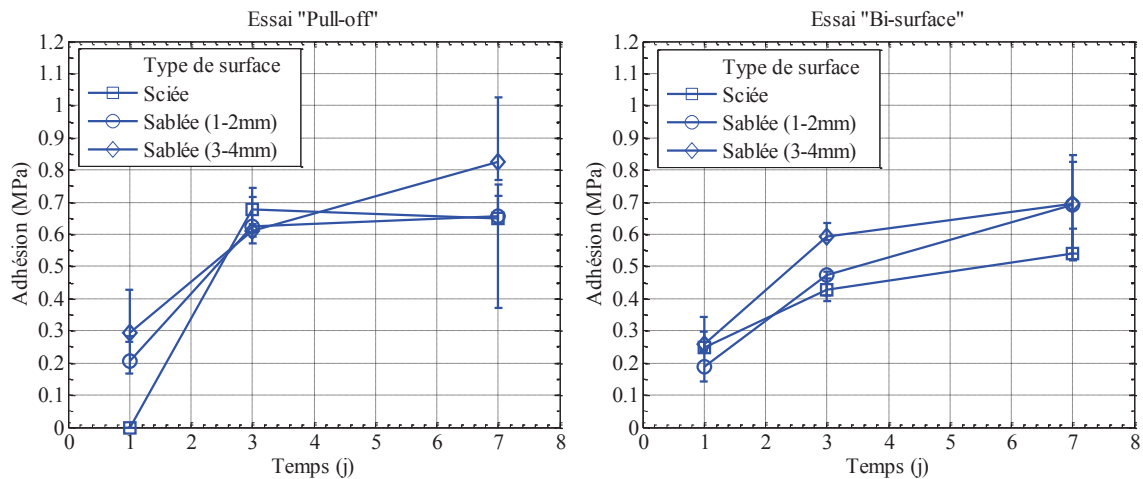 Essai "Pull-off"
1.2
1.1
1
0.9
0.8
0.7
0.6
0.5
0.4
0.3
0.2
0.1
0
Adhésion (MPa)
Type de surface
Sciée
Sablée (1-2mm)
Sablée (3-4mm)
0 1 2 3 4 5 6 7 8
Temps (j)
Essai "Bi-surface"
1.2
1.1
1
0.9
0.8
0.7
0.6
0.5
0.4
0.3
0.2
0.1
0
Adhésion (MPa)
Type de surface
Sciée
Sablée (1-2mm)
Sablée (3-4mm)
0 1 2 3 4 5 6 7 8
Temps (j)